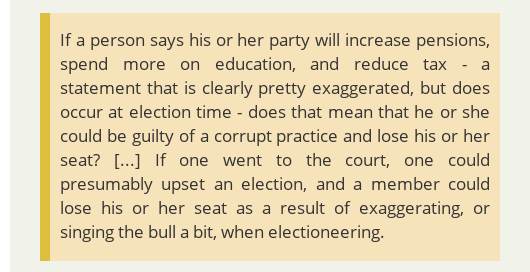 If a person says his or her party will increase pensions,
spend more on education, and reduce tax - a
statement that is clearly pretty exaggerated, but does
occur at election time - does that mean that he or she
could be guilty of a corrupt practice and lose his or her
seat? [...] If one went to the court, one could
presumably upset an election, and a member could
lose his or her seat as a result of exaggerating, or
singing the bull a bit, when electioneering.